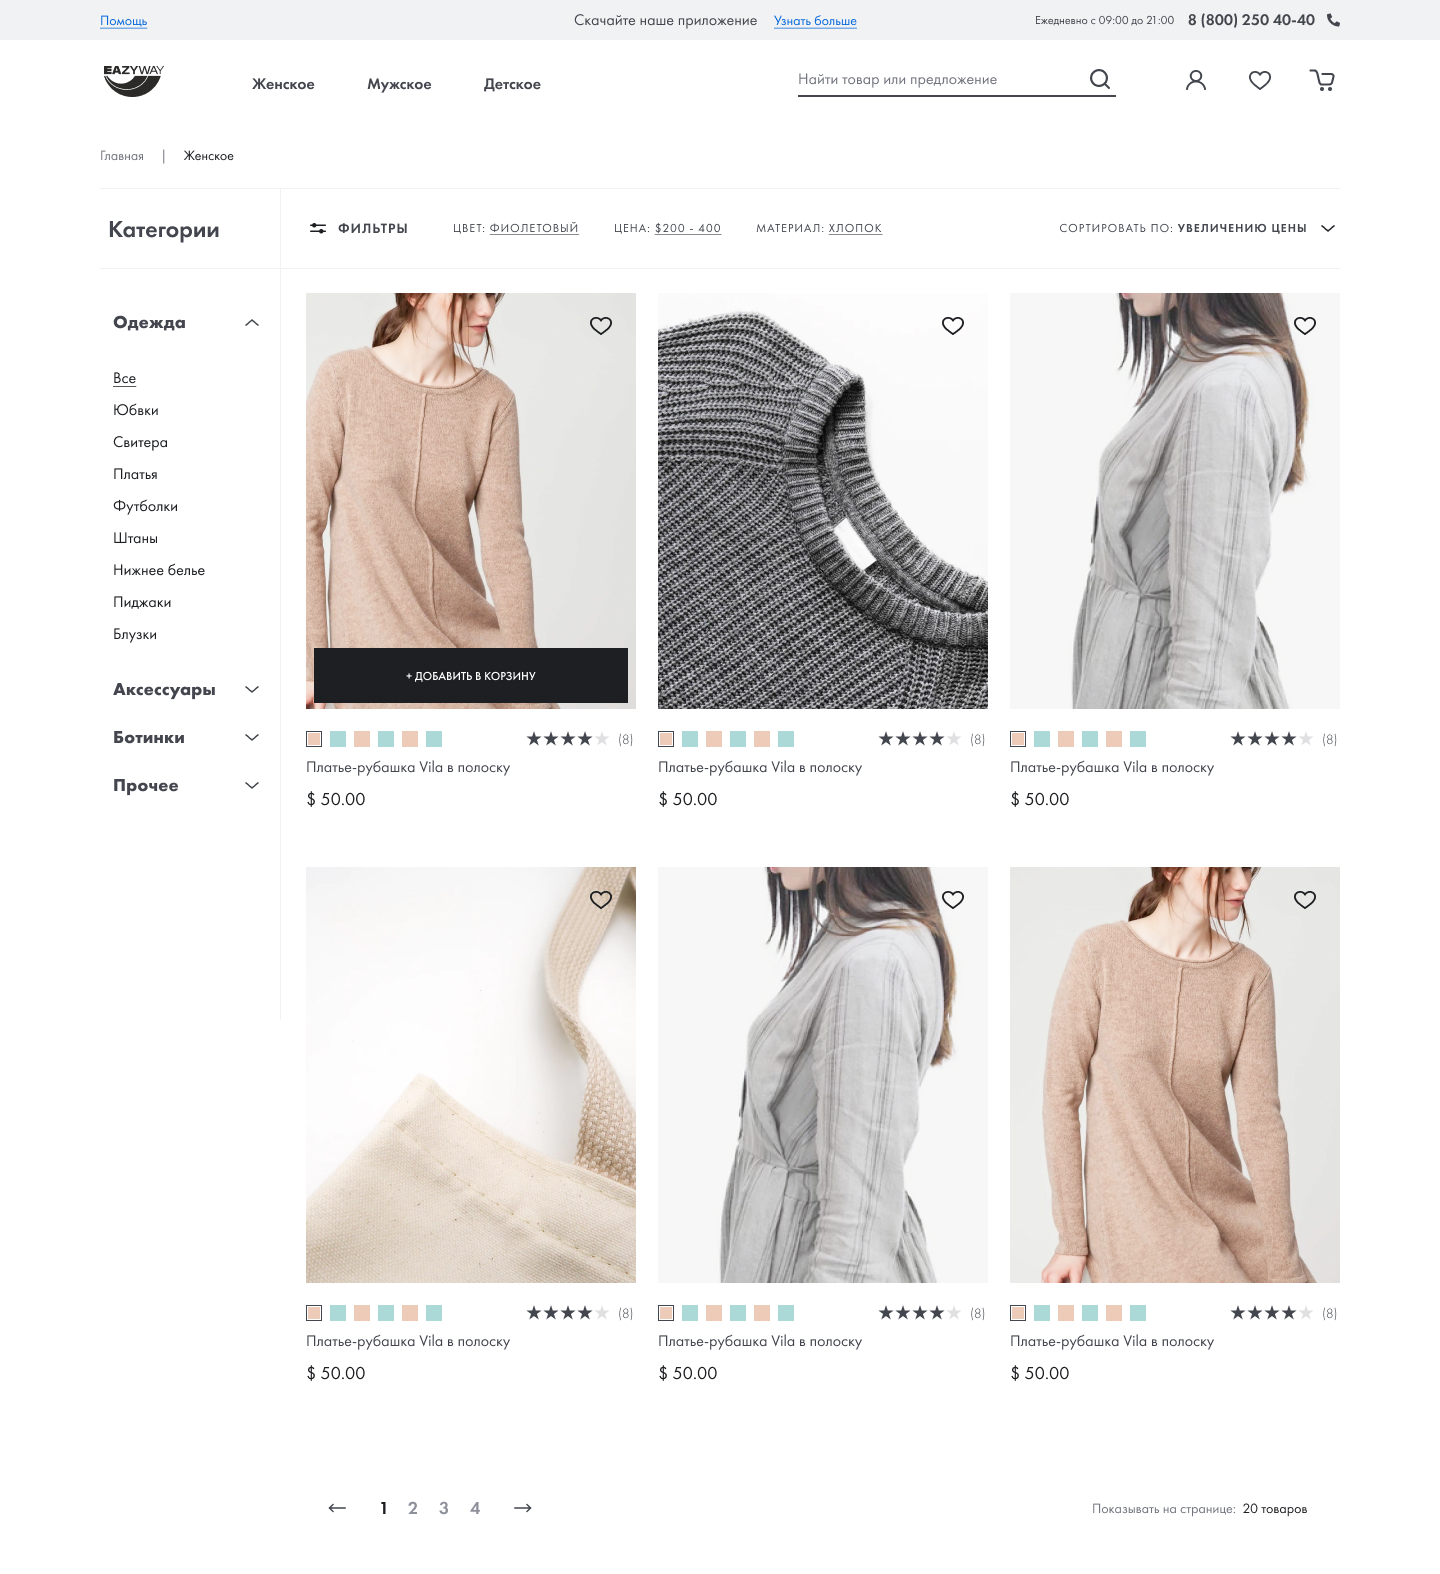 Помощь
Скачайте наше приложение Узнать больше
Ежедневно с 09:00 до 21:00 8 (800) 250 40-40
EAZYWAY
Женское Мужское Детское
Найти товар или предложение
Главная | Женское
Категории
ФИЛЬТРЫ ЦВЕТ: ФИОЛЕТОВЫЙ ЦЕНА: $200 - 400 МАТЕРИАЛ: ХЛОПОК
СОРТИРОВАТЬ ПО: УВЕЛИЧЕНИЮ ЦЕНЫ
Одежда
Все
Юбвки
Свитера
Платья
Футболки
Штаны
Нижнее белье
Пиджаки
Блузки
Аксессуары
Ботинки
Прочее
+ ДОБАВИТЬ В КОРЗИНУ
(8)
Платье-рубашка Vila в полоску
$ 50.00
(8)
Платье-рубашка Vila в полоску
$ 50.00
(8)
Платье-рубашка Vila в полоску
$ 50.00
(8)
Платье-рубашка Vila в полоску
$ 50.00
(8)
Платье-рубашка Vila в полоску
$ 50.00
(8)
Платье-рубашка Vila в полоску
$ 50.00
1 2 3 4
Показывать на странице: 20 товаров